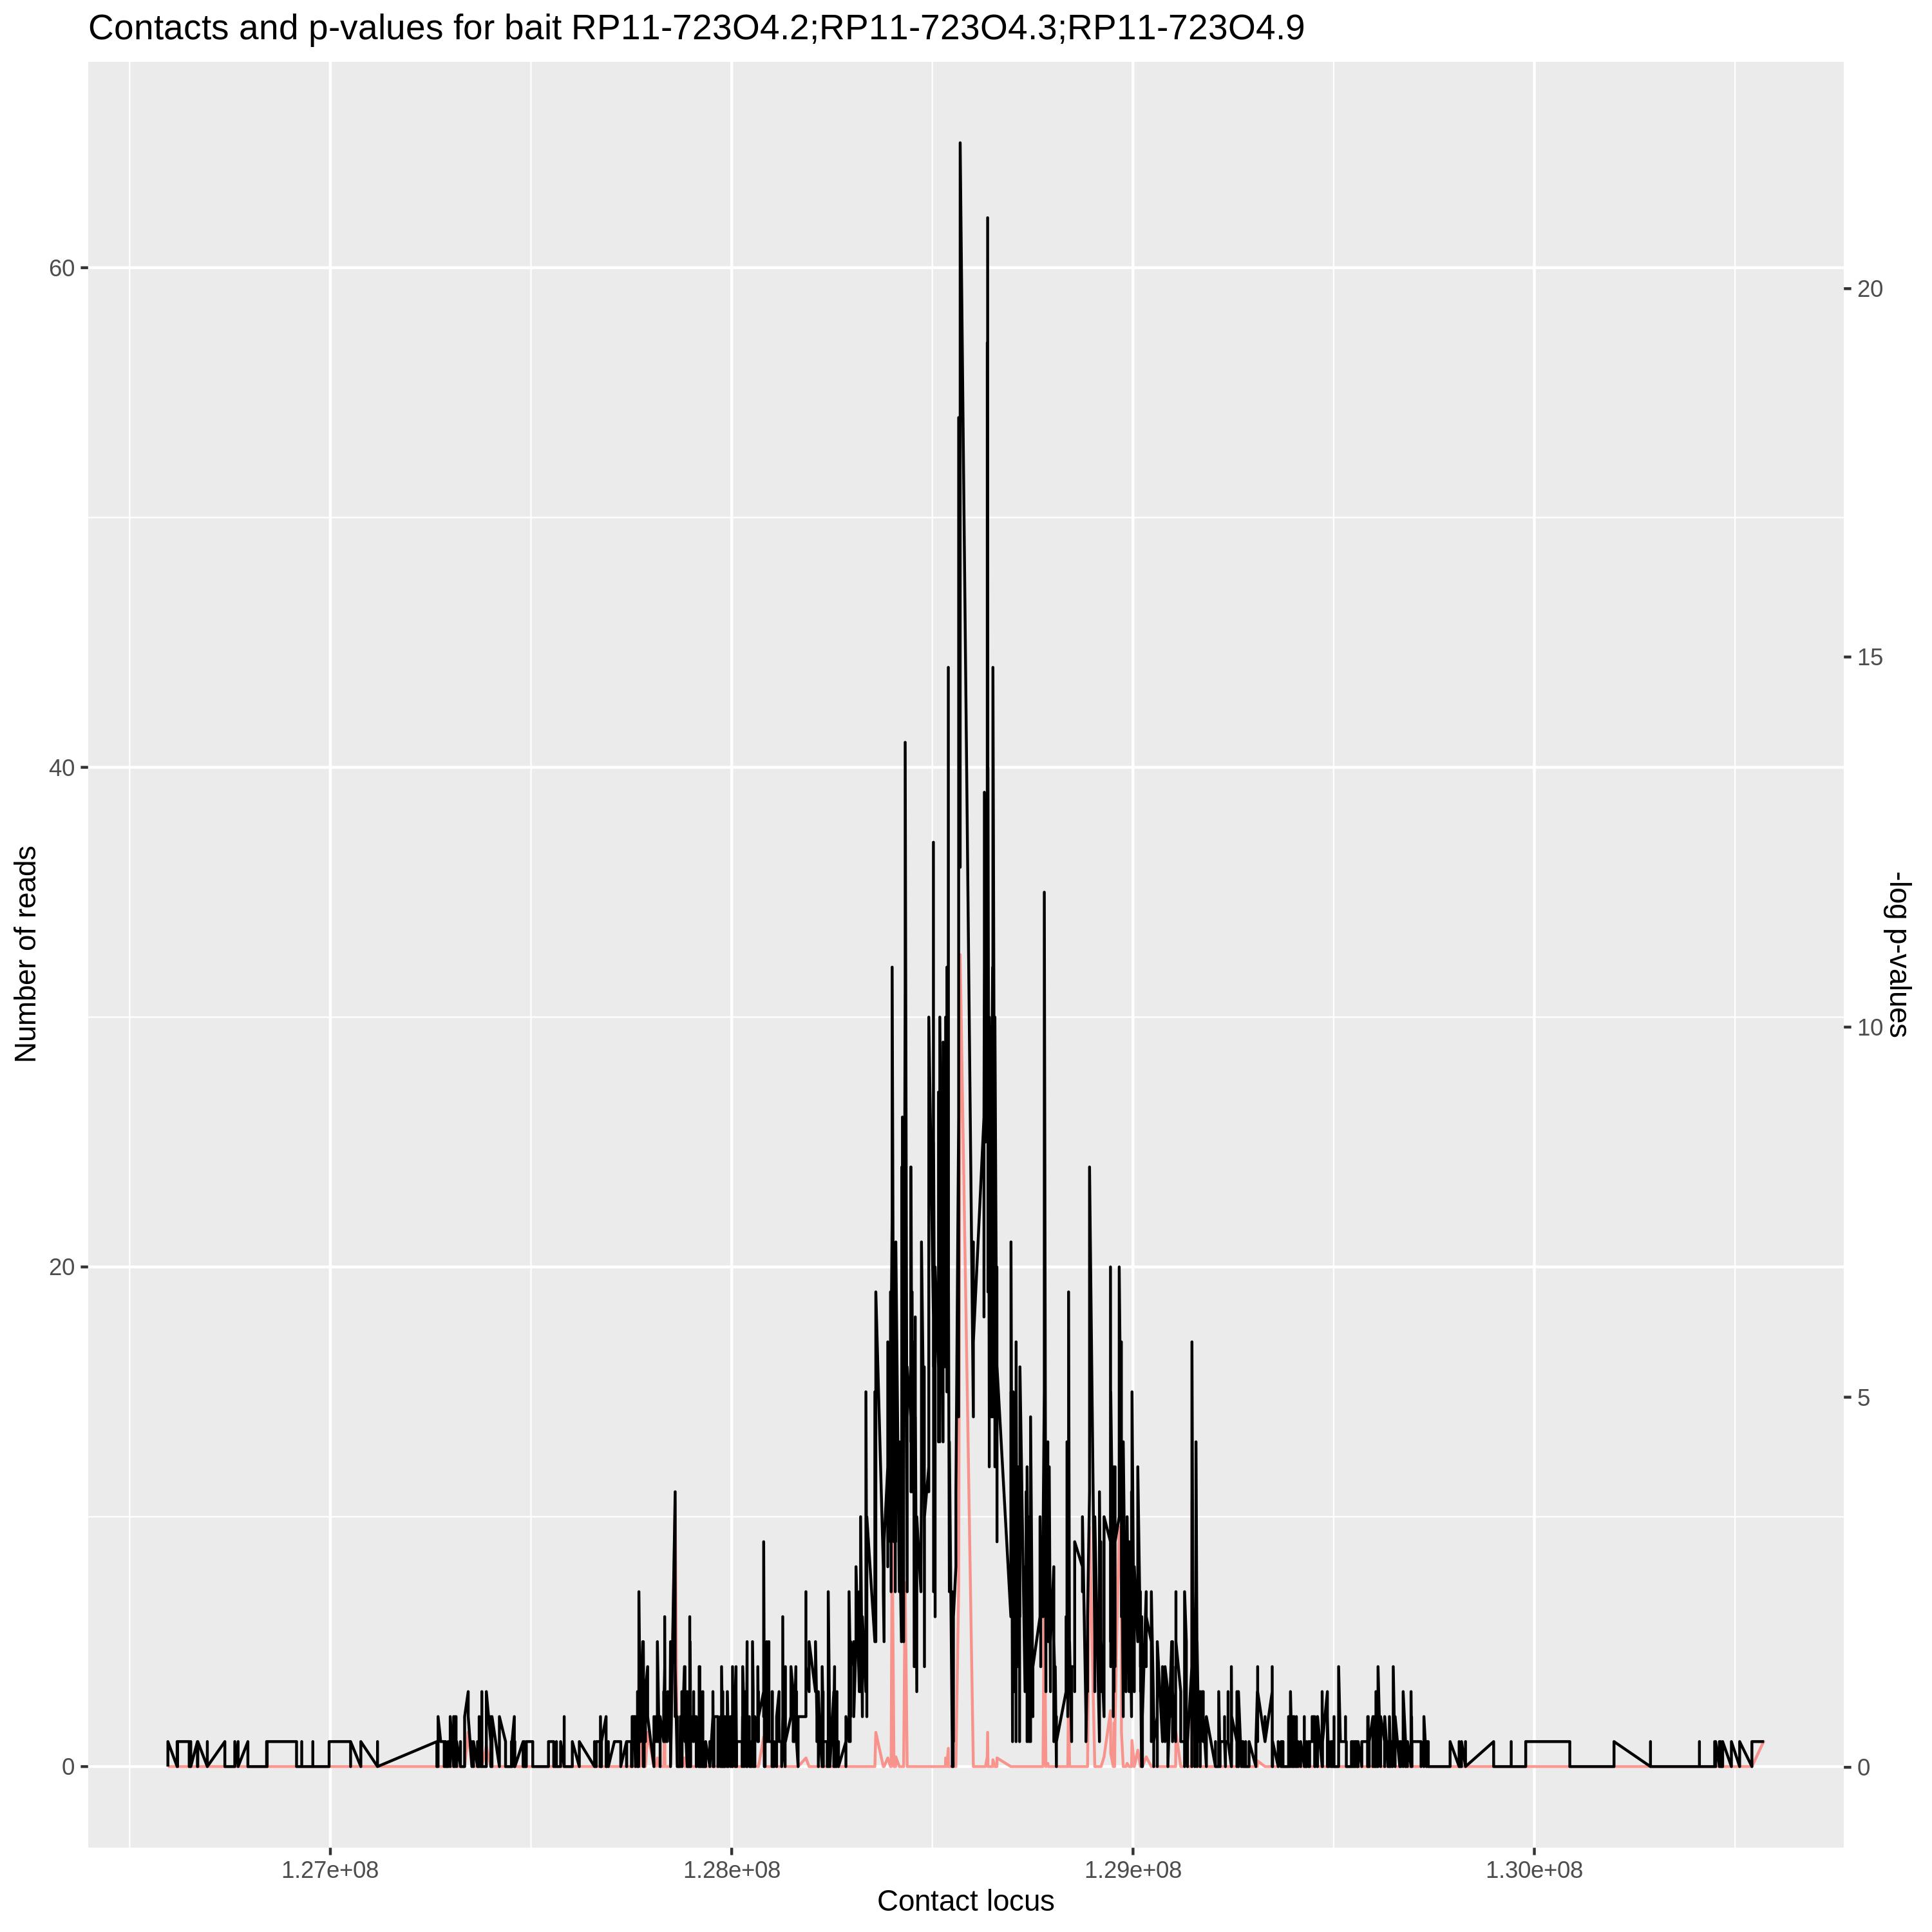 Contacts and p-values for bait RP11-723O4.2;RP11-723O4.3;RP11-723O4.9
60
40
20
0
Number of reads
20
15
10
5
0
-log p-values
1.27e+08
1.28e+08
1.29e+08
1.30e+08
Contact locus